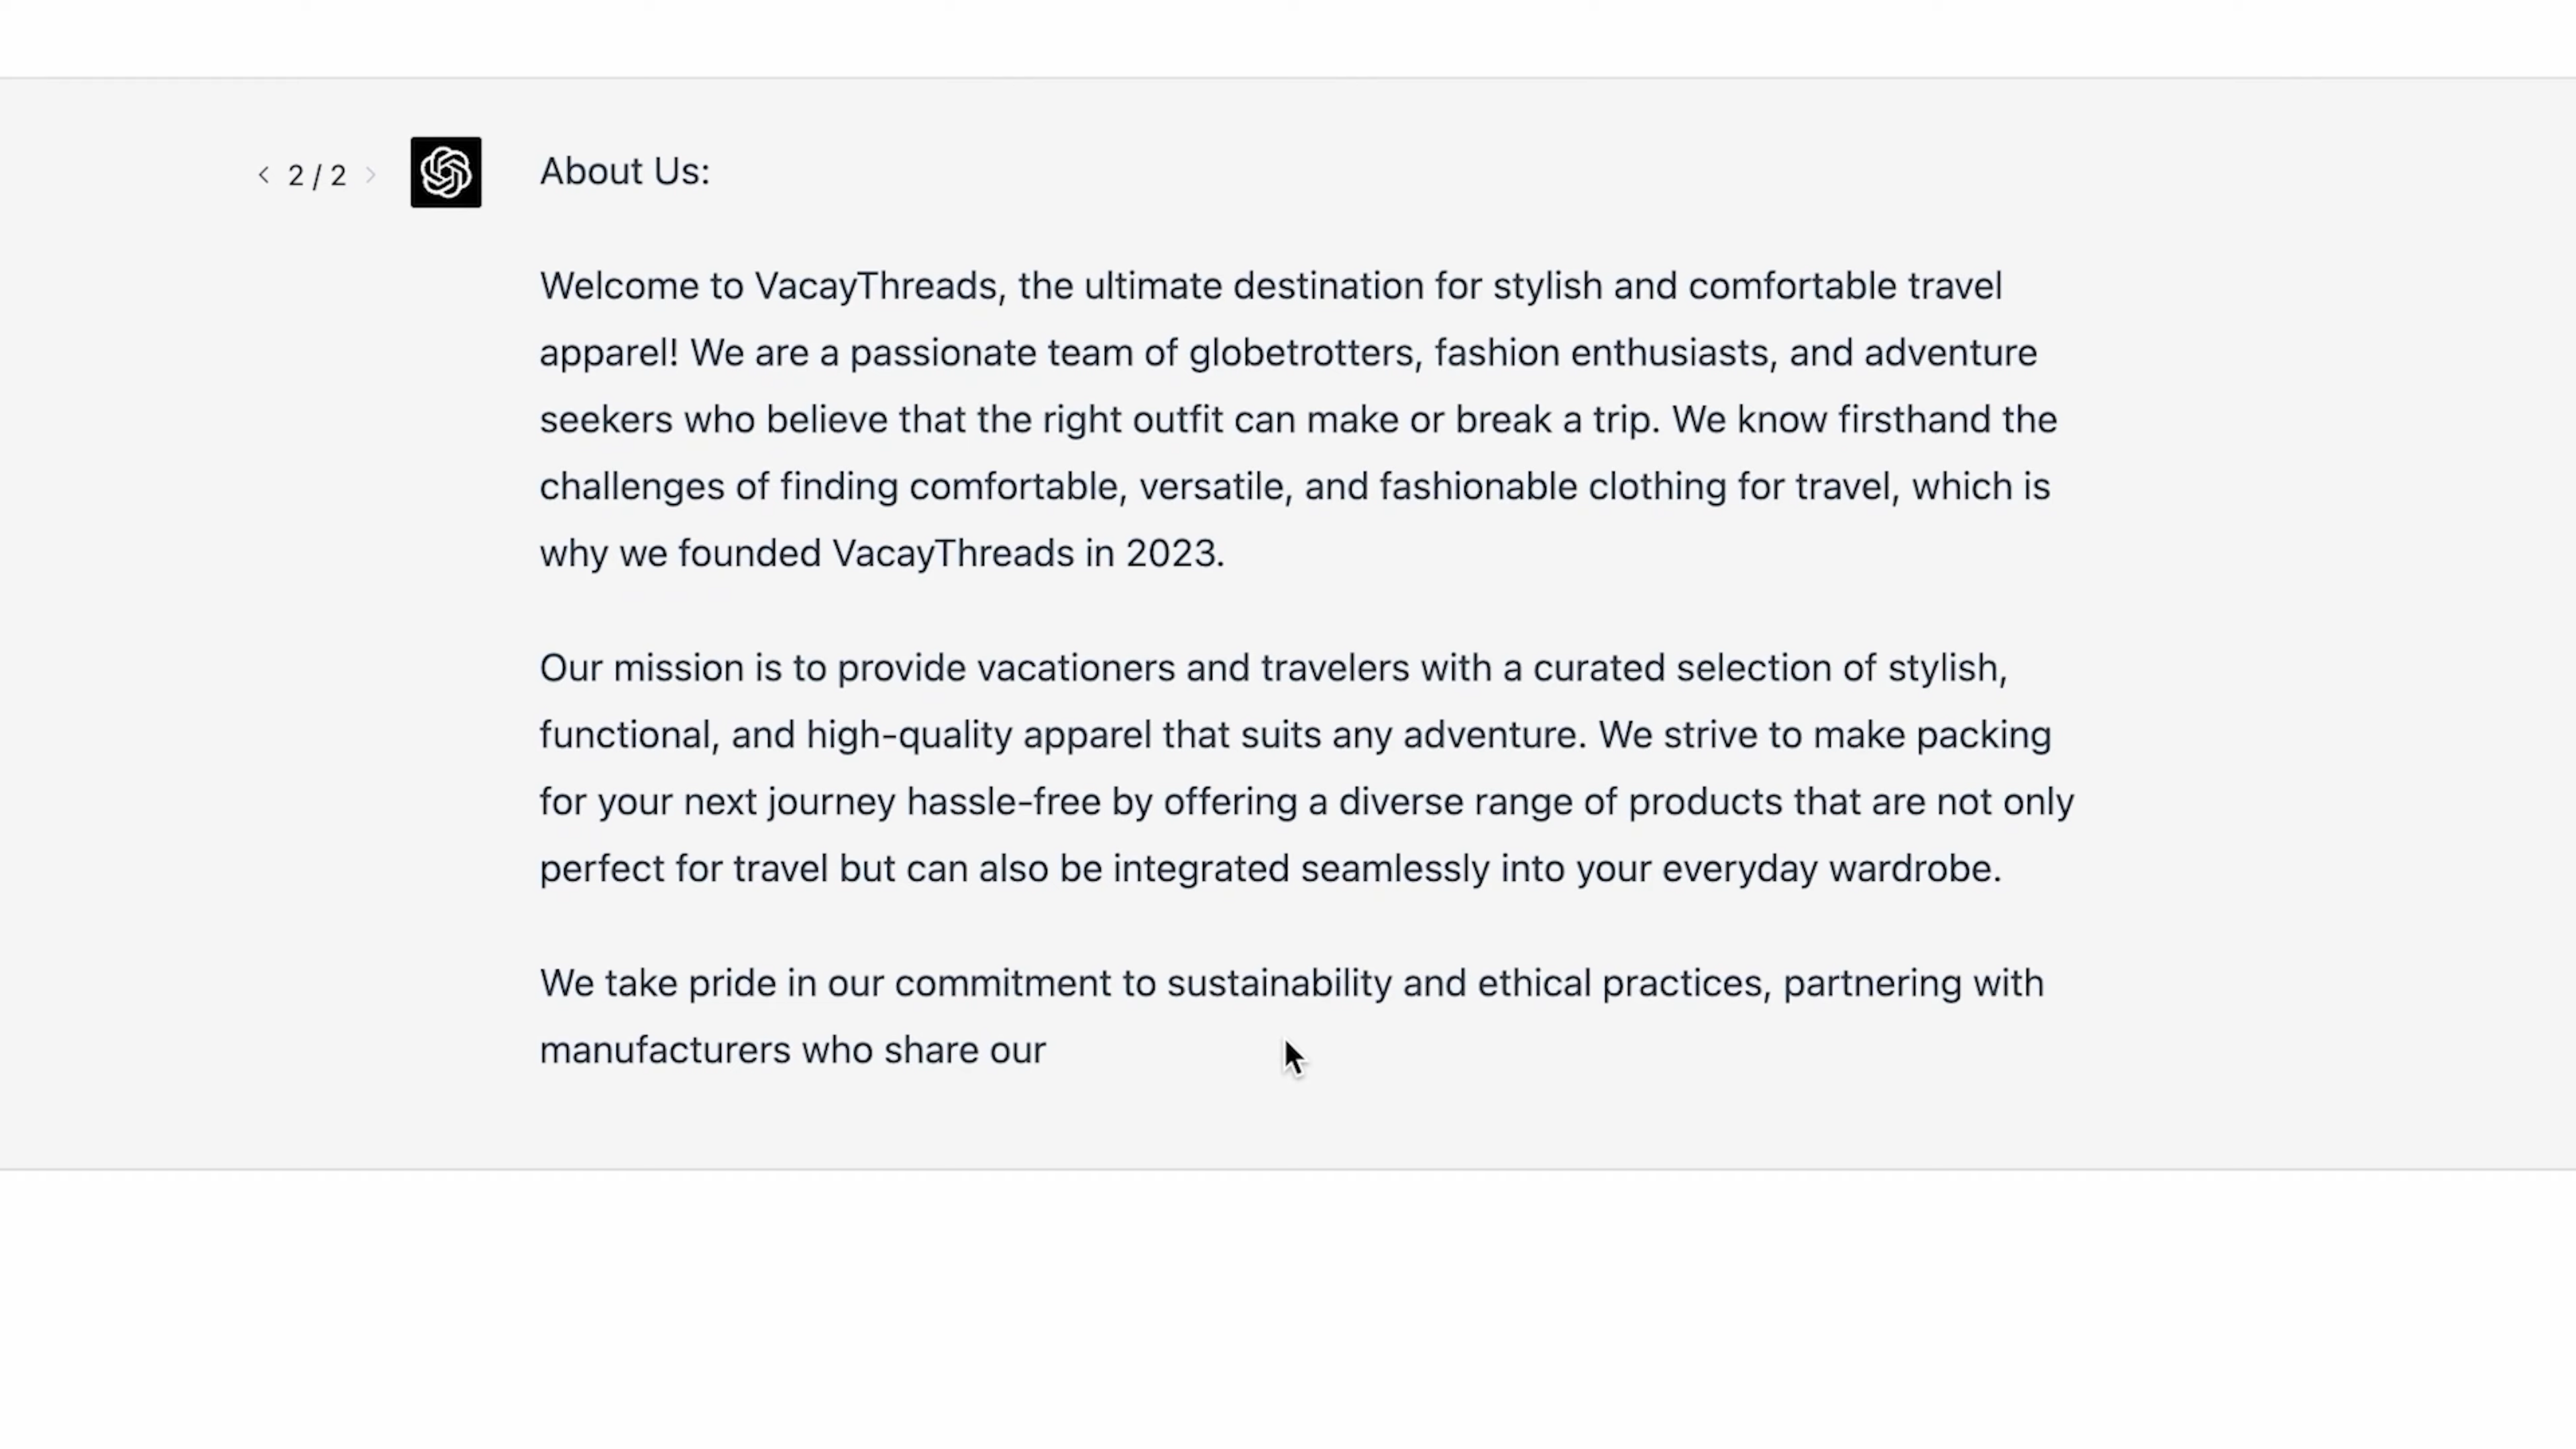 2 / 2
About Us:
Welcome to VacayThreads, the ultimate destination for stylish and comfortable travel
apparel! We are a passionate team of globetrotters, fashion enthusiasts, and adventure
seekers who believe that the right outfit can make or break a trip. We know firsthand the
challenges of finding comfortable, versatile, and fashionable clothing for travel, which is
why we founded VacayThreads in 2023.
Our mission is to provide vacationers and travelers with a curated selection of stylish,
functional, and high-quality apparel that suits any adventure. We strive to make packing
for your next journey hassle-free by offering a diverse range of products that are not only
perfect for travel but can also be integrated seamlessly into your everyday wardrobe.
We take pride in our commitment to sustainability and ethical practices, partnering with
manufacturers who share our